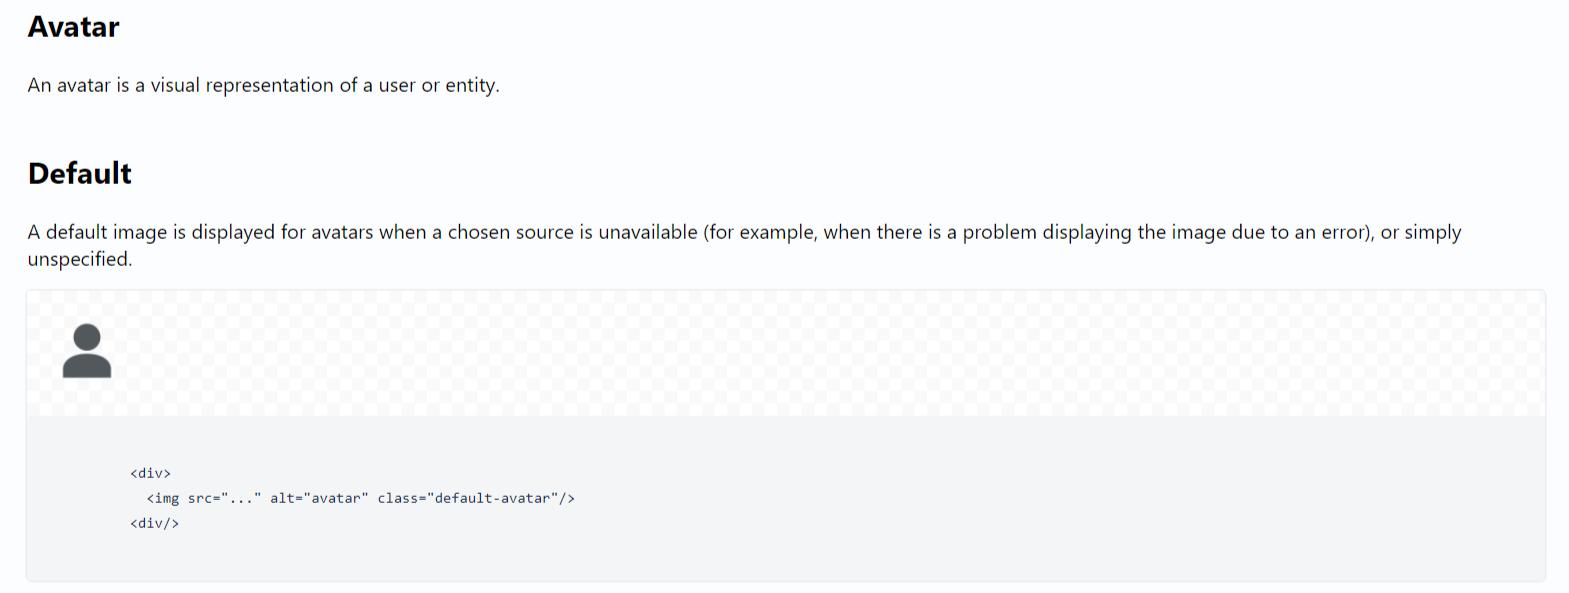 Avatar
An avatar is a visual representation of a user or entity.
Default
A default image is displayed for avatars when a chosen source is unavailable (for example, when there is a problem displaying the image due to an error), or simply
unspecified.
<div>
  <img src="..." alt="avatar" class="default-avatar"/>
<div/>